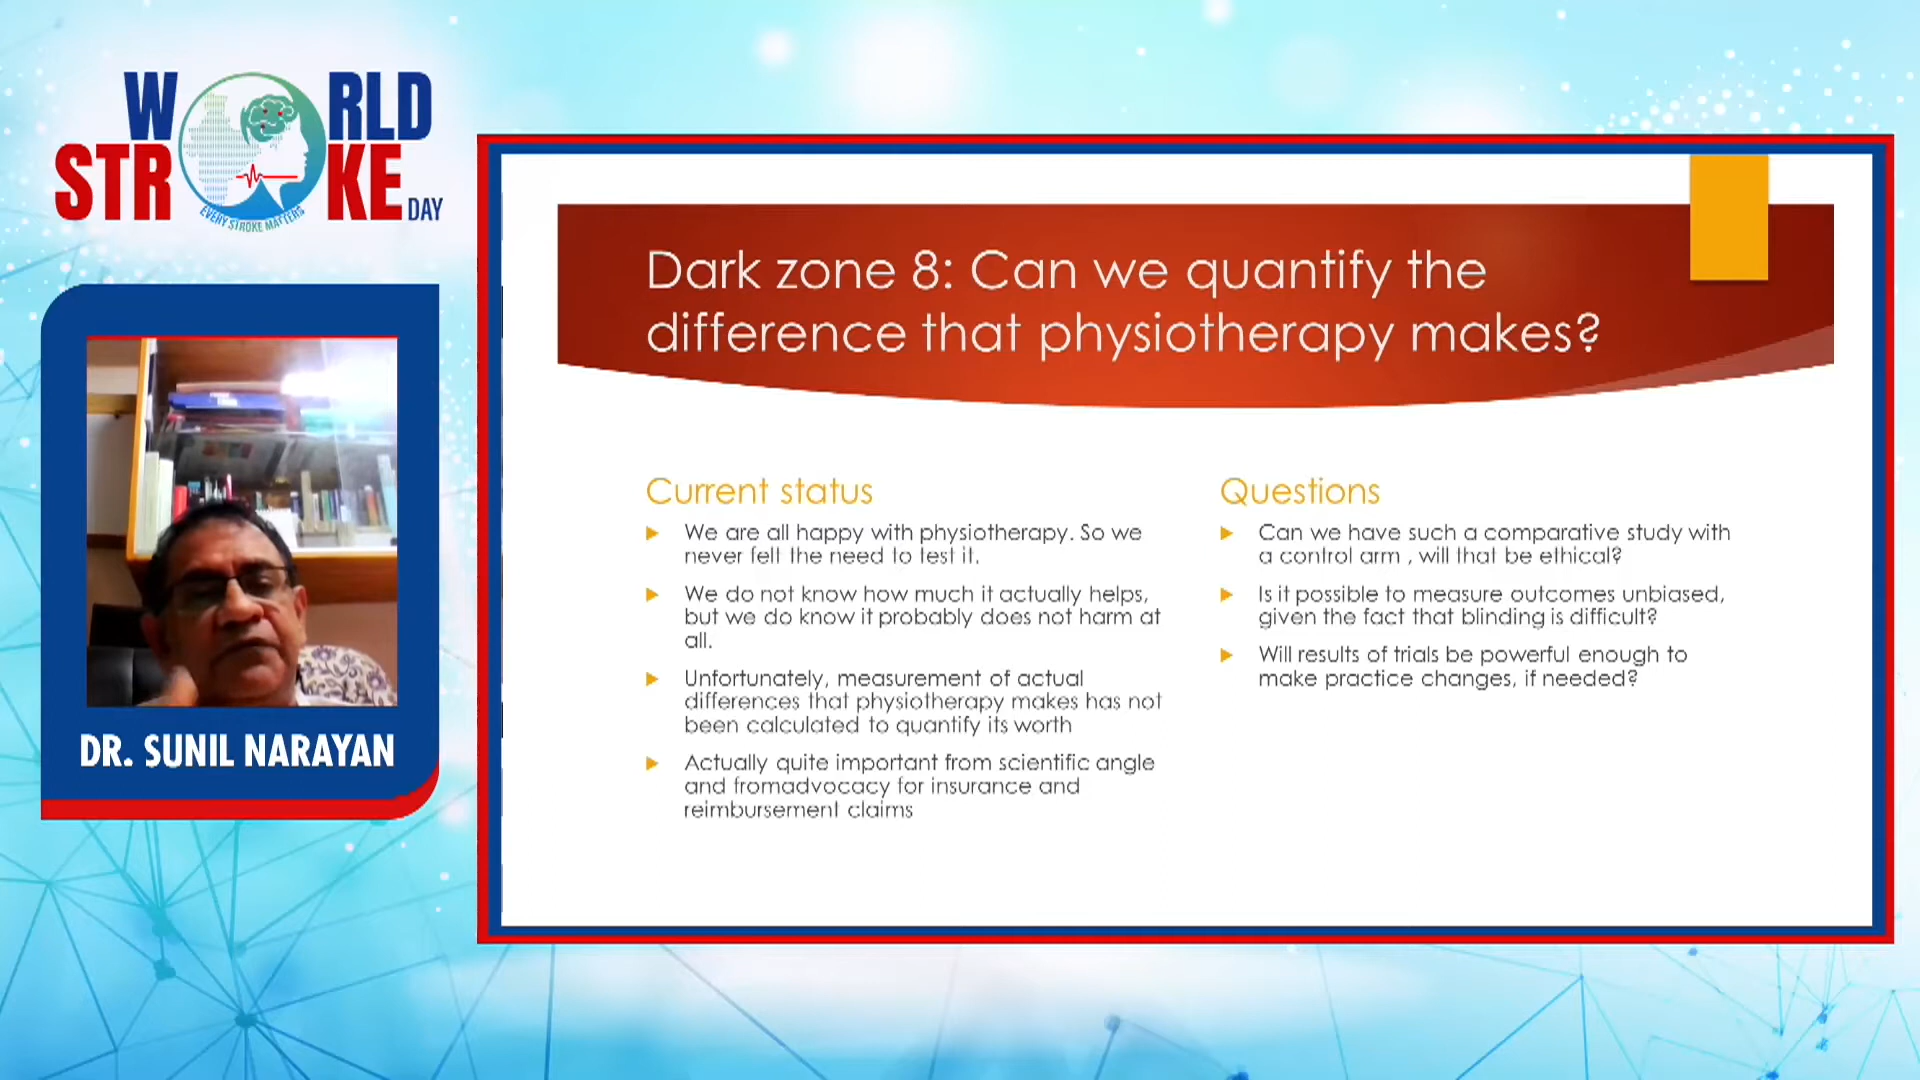 WORLD
STROKE DAY
EVERY STROKE MATTERS
DR. SUNIL NARAYAN
Dark zone 8: Can we quantify the
difference that physiotherapy makes?
Current status
We are all happy with physiotherapy. So we
never felt the need to test it.
We do not know how much it actually helps,
but we do know it probably does not harm at
all.
Unfortunately, measurement of actual
differences that physiotherapy makes has not
been calculated to quantify its worth
Actually quite important from scientific angle
and fromadvocacy for insurance and
reimbursement claims
Questions
Can we have such a comparative study with
a control arm , will that be ethical?
Is it possible to measure outcomes unbiased,
given the fact that blinding is difficult?
Will results of trials be powerful enough to
make practice changes, if needed?